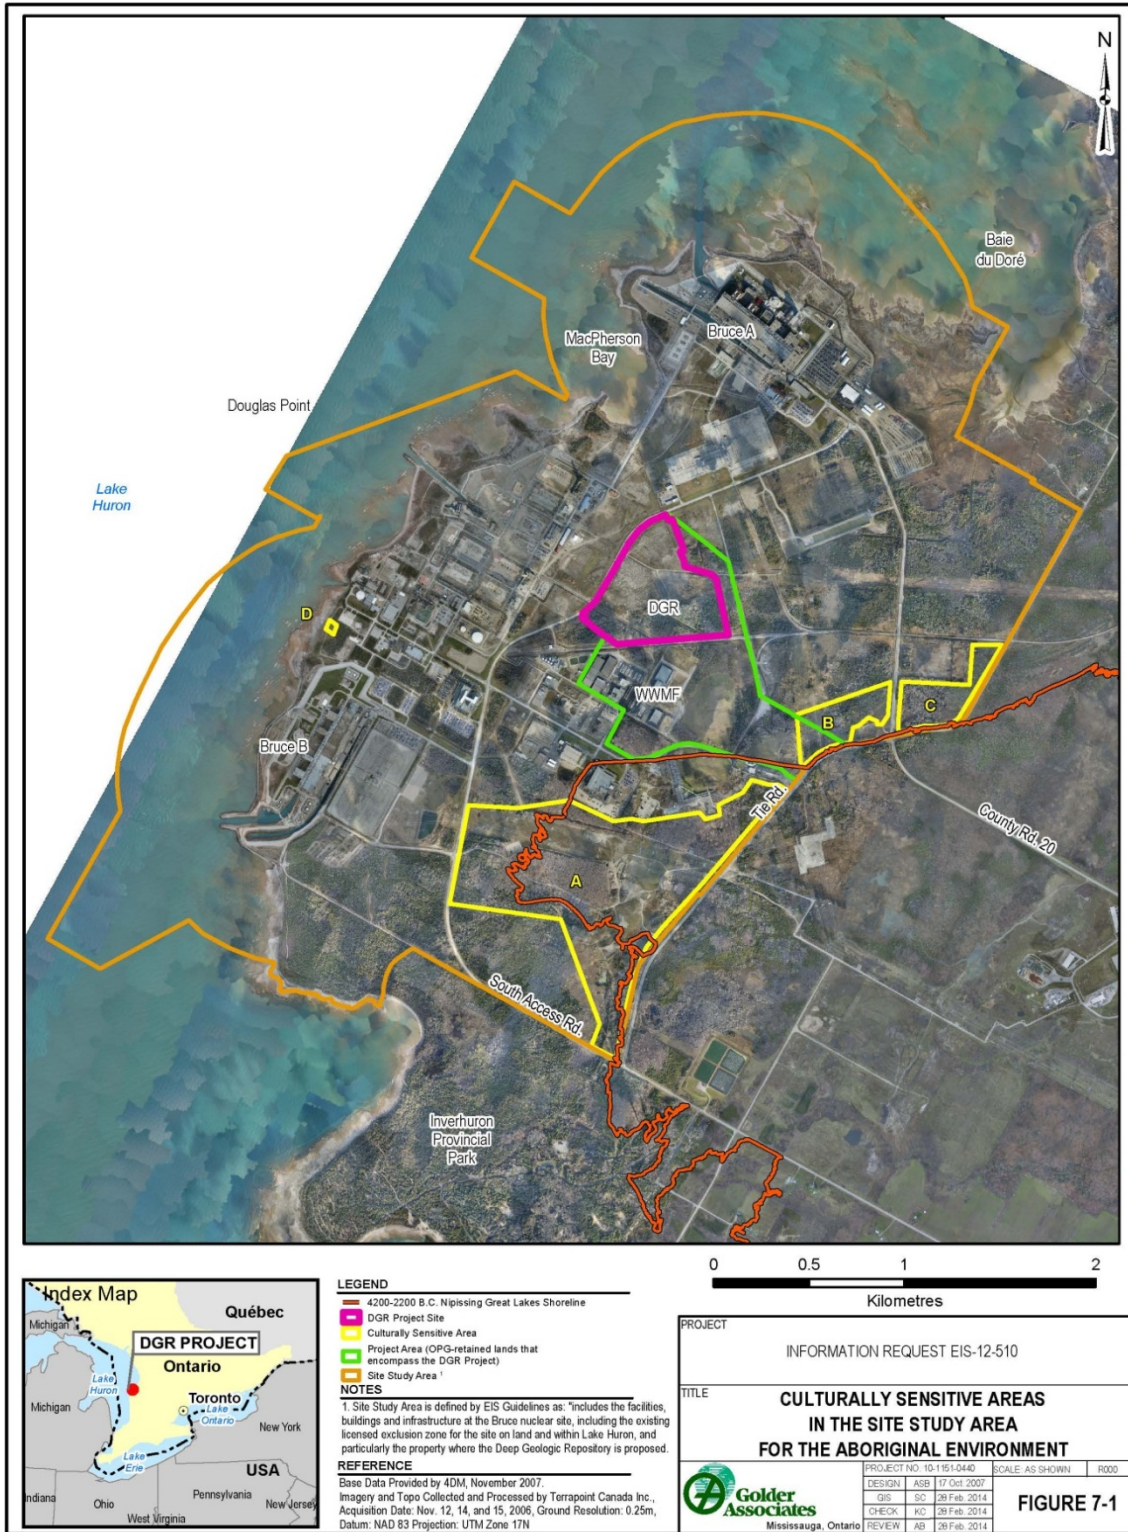 N
Baie
du Doré
Bruce A
MacPherson
Bay
Douglas Point
Lake
Huron
D
DGR
WWMF
B
C
Bruce B
Tie Rd.
County Rd. 20
A
South Access Rd.
Inverhuron
Provincial
Park
0 0.5 1 2
Kilometres
Index Map
Québec
Michigan
DGR PROJECT
Ontario
Lake
Huron
Toronto
Lake
Ontario
Michigan
New York
Lake
Erie
USA
Pennsylvania
Indiana
Ohio
New Jersey
West Virginia
LEGEND
4200-2200 B.C. Nipissing Great Lakes Shoreline
DGR Project Site
Culturally Sensitive Area
Project Area (OPG-retained lands that
encompass the DGR Project)
Site Study Area 1
NOTES
1. Site Study Area is defined by EIS Guidelines as: "includes the facilities,
buildings and infrastructure at the Bruce nuclear site, including the existing
licensed exclusion zone for the site on land and within Lake Huron, and
particularly the property where the Deep Geologic Repository is proposed.
REFERENCE
Base Data Provided by 4DM, November 2007.
Imagery and Topo Collected and Processed by Terrapoint Canada Inc.,
Acquisition Date: Nov. 12, 14, and 15, 2006, Ground Resolution: 0.25m,
Datum: NAD 83 Projection: UTM Zone 17N
PROJECT
INFORMATION REQUEST EIS-12-510
TITLE
CULTURALLY SENSITIVE AREAS
IN THE SITE STUDY AREA
FOR THE ABORIGINAL ENVIRONMENT
Golder
Associates
Mississauga, Ontario
PROJECT NO. 10-1151-0440 SCALE: AS SHOWN R000
DESIGN ASB 17 Oct. 2007
GIS SC 28 Feb. 2014
CHECK KC 28 Feb. 2014
REVIEW AB 28 Feb. 2014
FIGURE 7-1